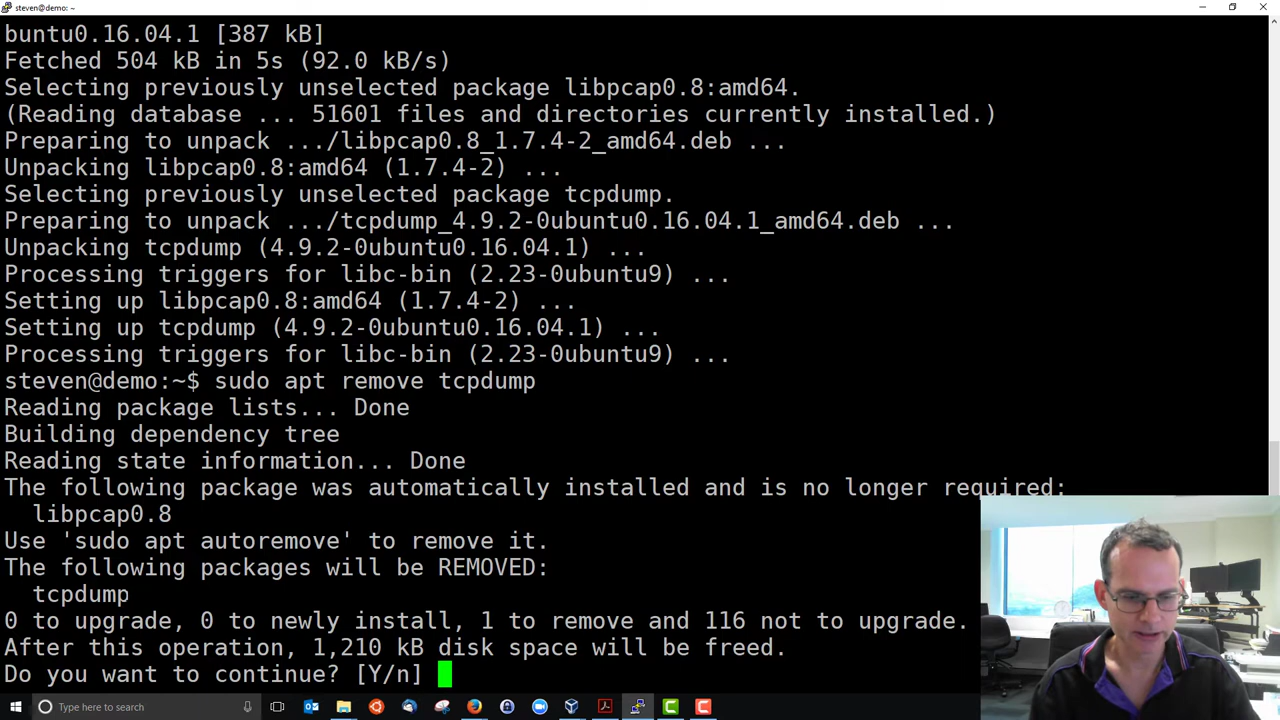 steven@demo: ~
buntu0.16.04.1 [387 kB]
Fetched 504 kB in 5s (92.0 kB/s)
Selecting previously unselected package libpcap0.8:amd64.
(Reading database ... 51601 files and directories currently installed.)
Preparing to unpack .../libpcap0.8_1.7.4-2_amd64.deb ...
Unpacking libpcap0.8:amd64 (1.7.4-2) ...
Selecting previously unselected package tcpdump.
Preparing to unpack .../tcpdump_4.9.2-0ubuntu0.16.04.1_amd64.deb ...
Unpacking tcpdump (4.9.2-0ubuntu0.16.04.1) ...
Processing triggers for libc-bin (2.23-0ubuntu9) ...
Setting up libpcap0.8:amd64 (1.7.4-2) ...
Setting up tcpdump (4.9.2-0ubuntu0.16.04.1) ...
Processing triggers for libc-bin (2.23-0ubuntu9) ...
steven@demo:~$ sudo apt remove tcpdump
Reading package lists... Done
Building dependency tree
Reading state information... Done
The following package was automatically installed and is no longer required:
libpcap0.8
Use 'sudo apt autoremove' to remove it.
The following packages will be REMOVED:
tcpdump
0 to upgrade, 0 to newly install, 1 to remove and 116 not to upgrade.
After this operation, 1,210 kB disk space will be freed.
Do you want to continue? [Y/n]
Type here to search